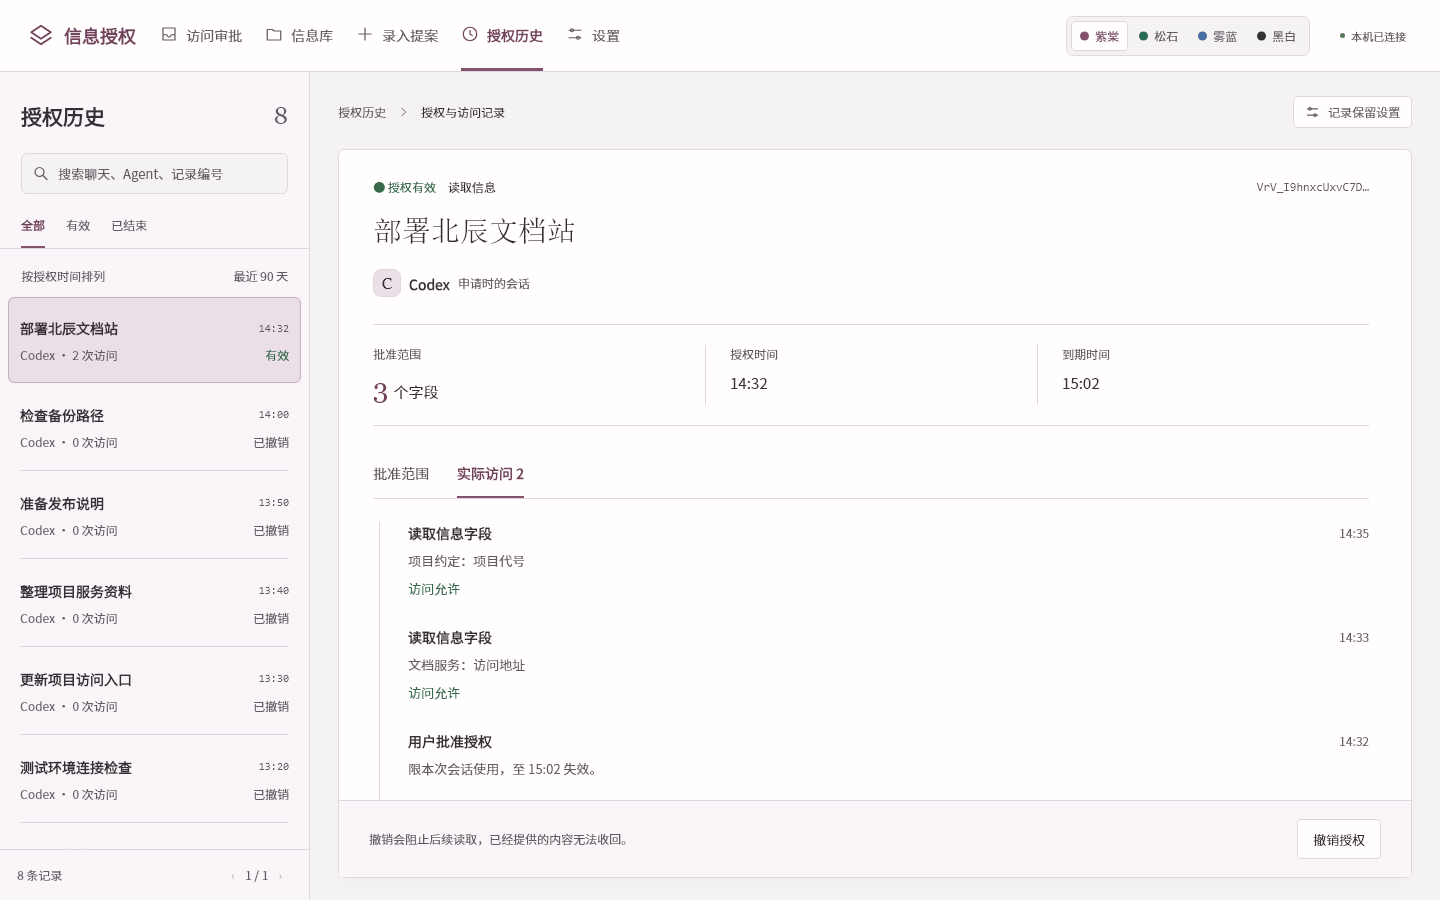 信息授权
访问审批
信息库
录入提案
授权历史
设置
紫棠
松石
雾蓝
黑白
本机已连接
授权历史
8
搜索聊天、Agent、记录编号
全部
有效
已结束
按授权时间排列
最近 90 天
部署北辰文档站
14:32
Codex · 2 次访问
有效
检查备份路径
14:00
Codex · 0 次访问
已撤销
准备发布说明
13:50
Codex · 0 次访问
已撤销
整理项目服务资料
13:40
Codex · 0 次访问
已撤销
更新项目访问入口
13:30
Codex · 0 次访问
已撤销
测试环境连接检查
13:20
Codex · 0 次访问
已撤销
8 条记录
‹ 1 / 1 ›
授权历史 > 授权与访问记录
记录保留设置
授权有效 读取信息
VrV_I9hnxcUxvC7D…
部署北辰文档站
C Codex 申请时的会话
批准范围
3 个字段
授权时间
14:32
到期时间
15:02
批准范围
实际访问 2
读取信息字段
14:35
项目约定：项目代号
访问允许
读取信息字段
14:33
文档服务：访问地址
访问允许
用户批准授权
14:32
限本次会话使用，至 15:02 失效。
撤销会阻止后续读取，已经提供的内容无法收回。
撤销授权